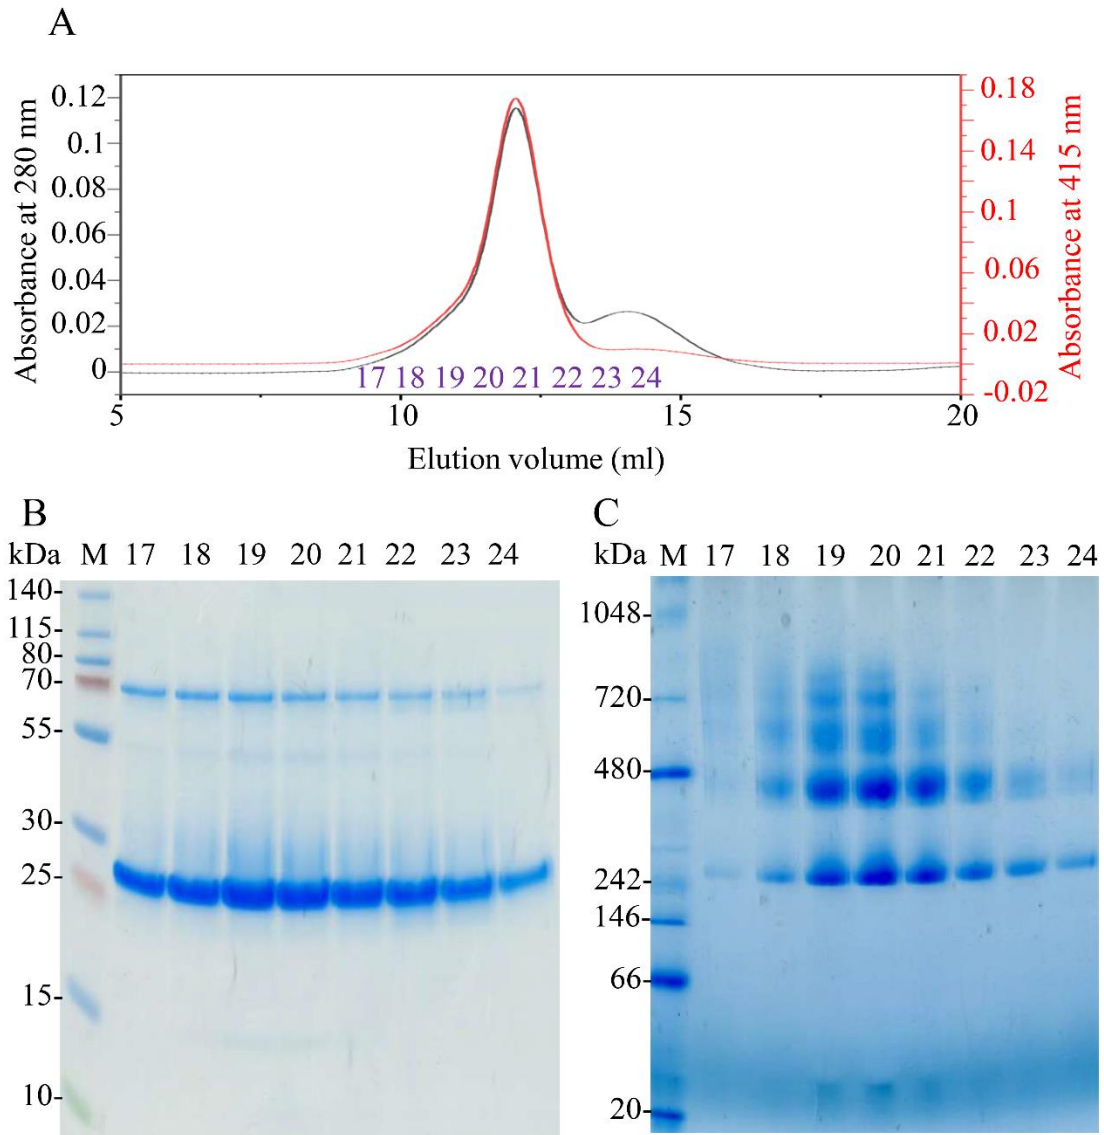 A
Absorbance at 280 nm
0.12
0.1
0.08
0.06
0.04
0.02
0
0.18
0.14
0.1
0.06
0.02
-0.02
Absorbance at 415 nm
17 18 19 20 21 22 23 24
5 10 15 20
Elution volume (ml)
B
kDa M 17 18 19 20 21 22 23 24
140-
115-
80-
70-
55-
30-
25-
15-
10-
C
kDa M 17 18 19 20 21 22 23 24
1048-
720-
480-
242-
146-
66-
20-